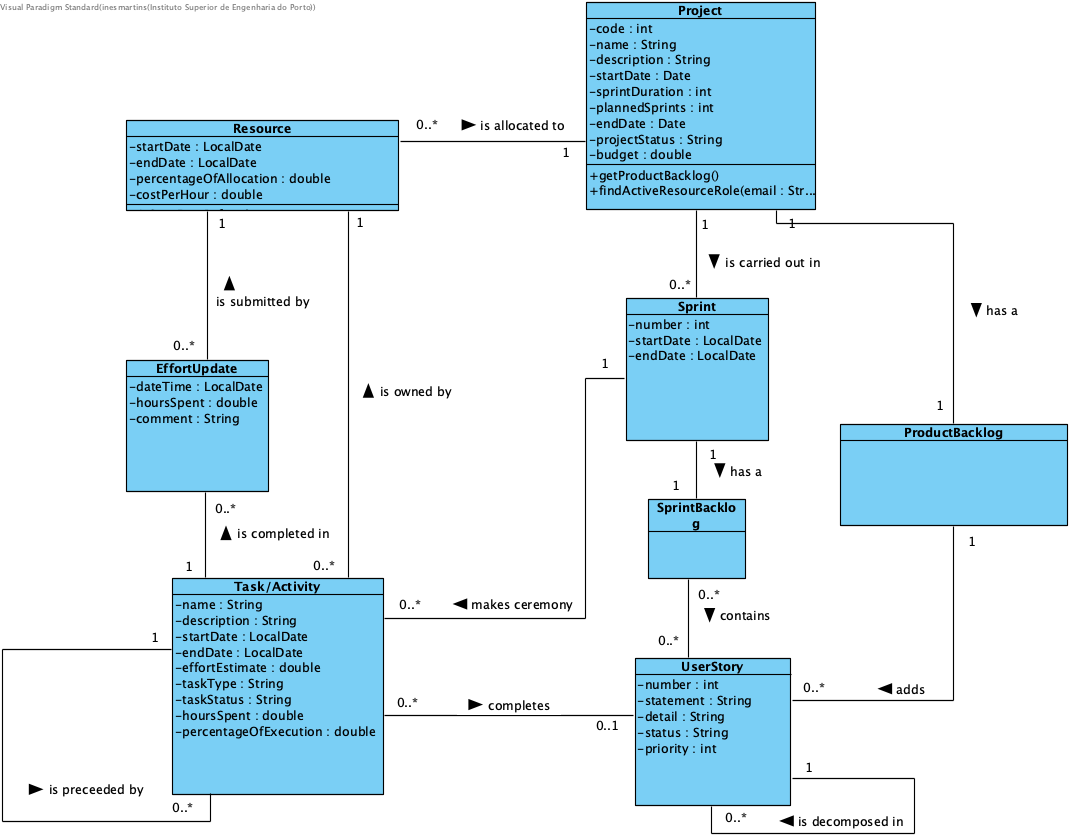 Visual Paradigm Standard(inesmartins(Instituto Superior de Engenharia do Porto))
Project
-code : int
-name : String
-description : String
-startDate : Date
-sprintDuration : int
-plannedSprints : int
-endDate : Date
-projectStatus : String
-budget : double
+getProductBacklog()
+findActiveResourceRole(email : Str...
Resource
-startDate : LocalDate
-endDate : LocalDate
-percentageOfAllocation : double
-costPerHour : double
0..*
is allocated to
1
1
1
1
1
is carried out in
0..*
is submitted by
0..*
has a
1
Sprint
-number : int
-startDate : LocalDate
-endDate : LocalDate
1
EffortUpdate
-dateTime : LocalDate
-hoursSpent : double
-comment : String
is owned by
ProductBacklog
1
has a
1
SprintBacklo
g
0..*
is completed in
1
0..*
1
Task/Activity
-name : String
-description : String
-startDate : LocalDate
-endDate : LocalDate
-effortEstimate : double
-taskType : String
-taskStatus : String
-hoursSpent : double
-percentageOfExecution : double
0..*
makes ceremony
0..*
contains
0..*
1
UserStory
-number : int
-statement : String
-detail : String
-status : String
-priority : int
0..*
adds
0..*
completes
0..1
is preceeded by
0..*
1
0..*
is decomposed in